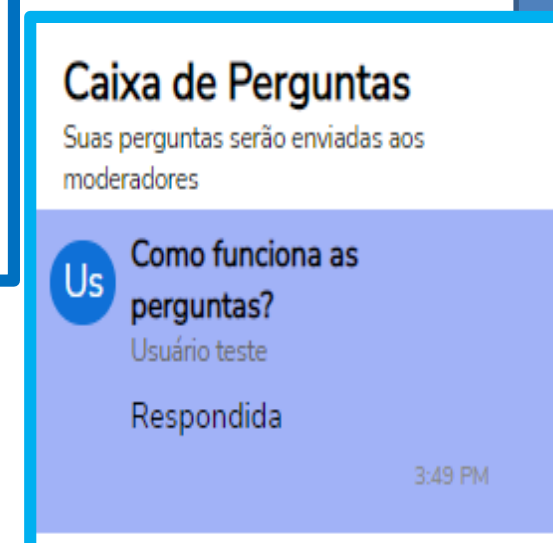 Caixa de Perguntas
Suas perguntas serão enviadas aos
moderadores
Us
Como funciona as
perguntas?
Usuário teste
Respondida
3:49 PM